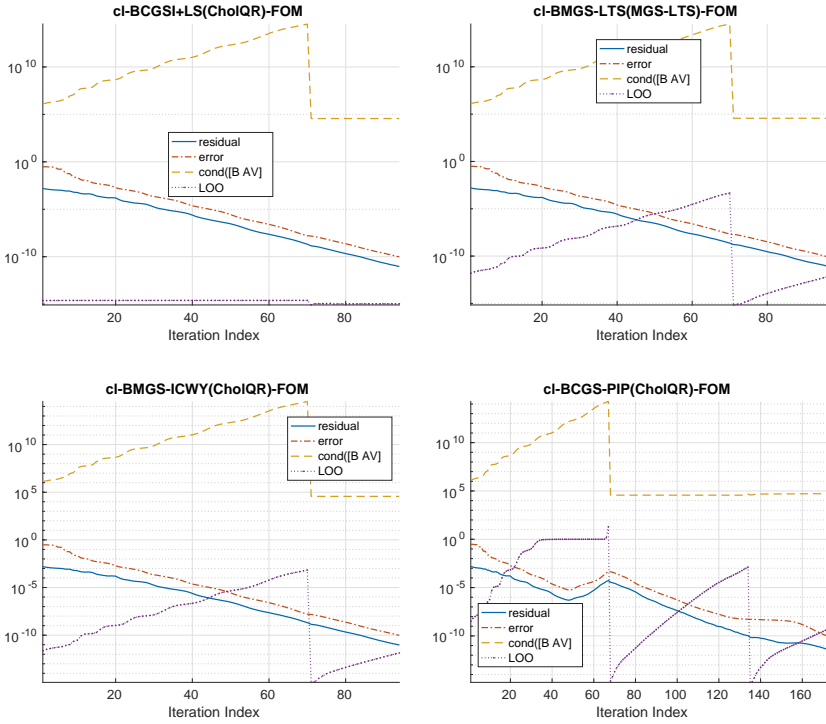 cl-BCGSI+LS(CholQR)-FOM
10^10
10^0
10^-10
residual
error
cond([B AV]
LOO
20 40 60 80
Iteration Index
cl-BMGS-LTS(MGS-LTS)-FOM
10^10
10^0
10^-10
residual
error
cond([B AV]
LOO
20 40 60 80
Iteration Index
cl-BMGS-ICWY(CholQR)-FOM
10^10
10^5
10^0
10^-5
10^-10
residual
error
cond([B AV]
LOO
20 40 60 80
Iteration Index
cl-BCGS-PIP(CholQR)-FOM
10^10
10^5
10^0
10^-5
10^-10
residual
error
cond([B AV]
LOO
20 40 60 80 100 120 140 160
Iteration Index